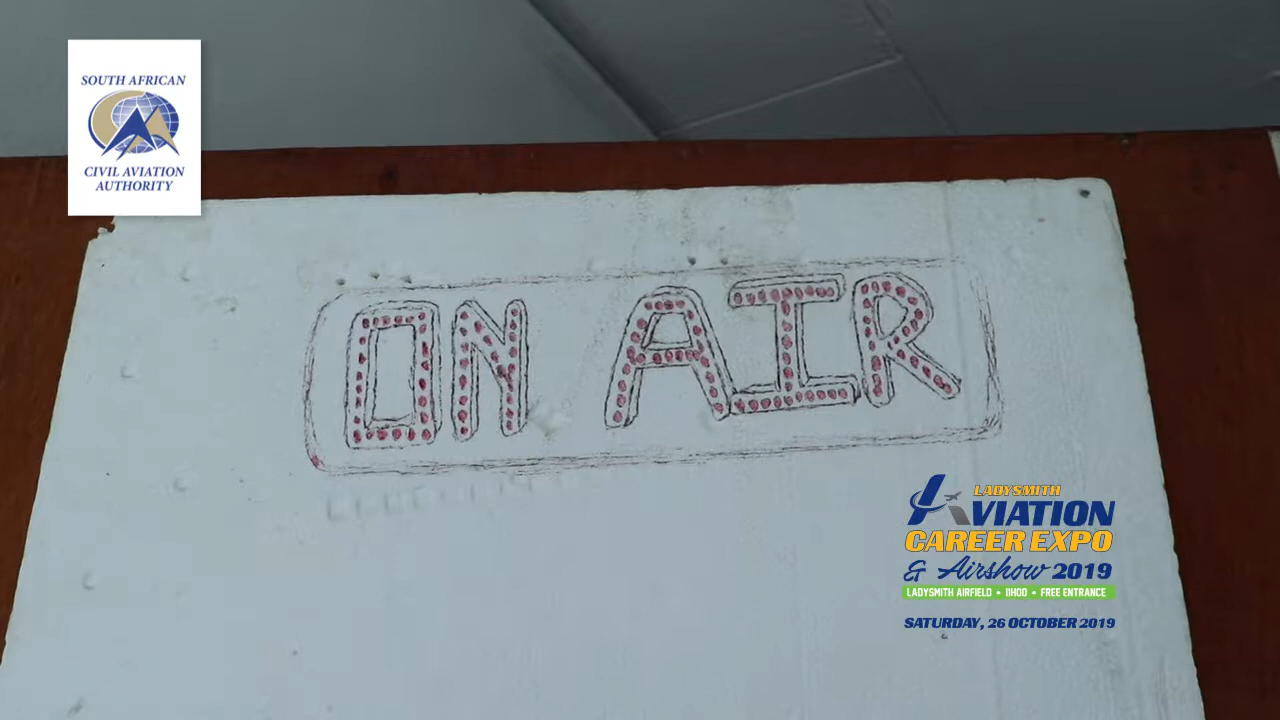 SOUTH AFRICAN
CIVIL AVIATION
AUTHORITY
ON AIR
LADYSMITH
AVIATION
CAREER EXPO
& Airshow 2019
LADYSMITH AIRFIELD • 11H00 • FREE ENTRANCE
SATURDAY, 26 OCTOBER 2019